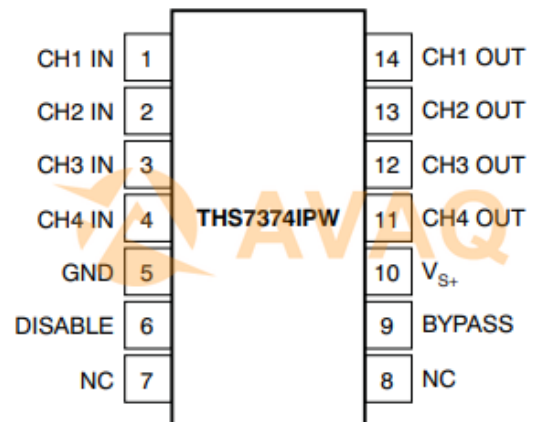 CH1 IN 1 14 CH1 OUT
CH2 IN 2 13 CH2 OUT
CH3 IN 3 12 CH3 OUT
CH4 IN 4 THS7374IPW 11 CH4 OUT
AVAQ
GND 5 10 VS+
DISABLE 6 9 BYPASS
NC 7 8 NC